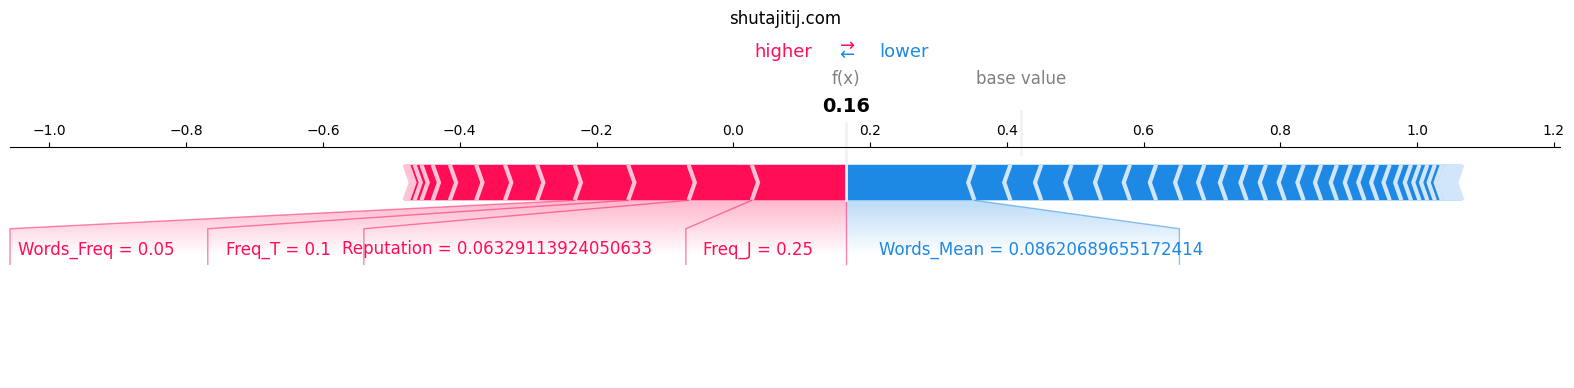 shutajitij.com
higher → ← lower
f(x) base value
0.16
−1.0 −0.8 −0.6 −0.4 −0.2 0.0 0.2 0.4 0.6 0.8 1.0 1.2
Words_Freq = 0.05 Freq_T = 0.1 Reputation = 0.06329113924050633 Freq_J = 0.25 Words_Mean = 0.08620689655172414